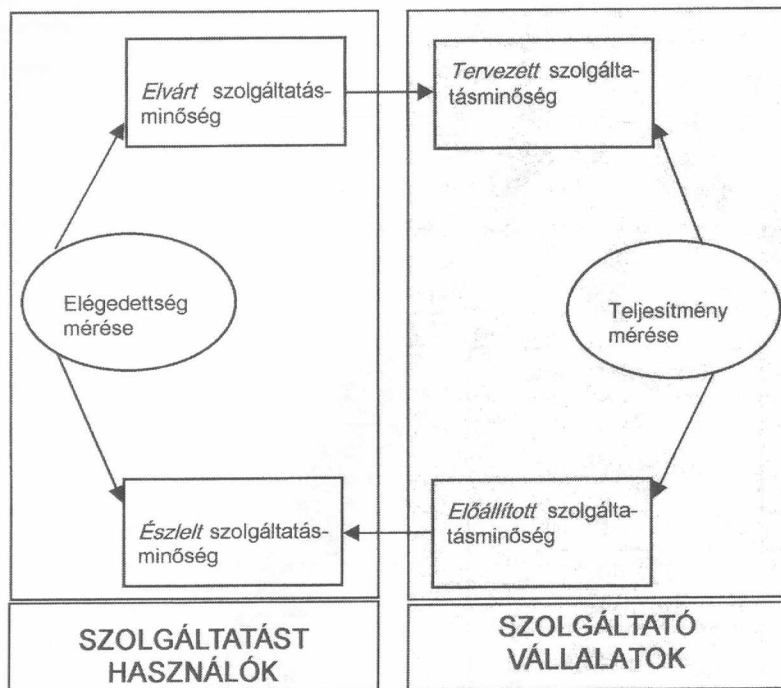 Elvárt szolgáltatás-
minőség
Tervezett szolgálta-
tásminőség
Elégedettség
mérése
Teljesítmény
mérése
Észlelt szolgáltatás-
minőség
Előállított szolgálta-
tásminőség
SZOLGÁLTATÁST
HASZNÁLÓK
SZOLGÁLTATÓ
VÁLLALATOK